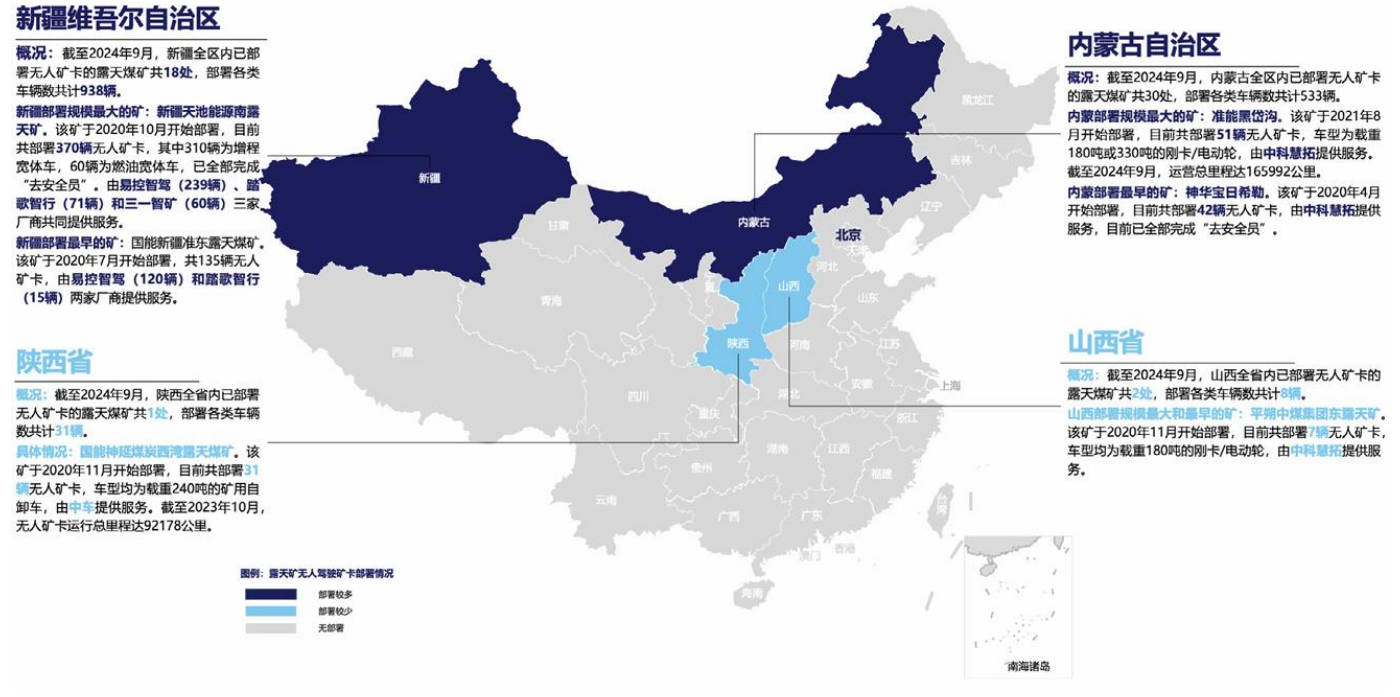 新疆维吾尔自治区
概况：截至2024年9月，新疆全区内已部
署无人矿卡的露天煤矿共18处，部署各类
车辆数共计938辆。
新疆部署规模最大的矿：新疆天池能源南露
天矿。该矿于2020年10月开始部署，目前
共部署370辆无人矿卡，其中310辆为增程
宽体车，60辆为燃油宽体车，已全部完成
“去安全员”。由易控智驾（239辆）、踏
歌智行（71辆）和三一智矿（60辆）三家
厂商共同提供服务。
新疆部署最早的矿：国能新疆准东露天煤矿。
该矿于2020年7月开始部署，共135辆无人
矿卡，由易控智驾（120辆）和踏歌智行
（15辆）两家厂商提供服务。
陕西省
概况：截至2024年9月，陕西全省内已部署
无人矿卡的露天煤矿共1处，部署各类车辆
数共计31辆。
具体情况：国能神延煤炭西湾露天煤矿。该
矿于2020年11月开始部署，目前共部署31
辆无人矿卡，车型均为载重240吨的矿用自
卸车，由中车提供服务。截至2023年10月，
无人矿卡运行总里程达92178公里。
内蒙古自治区
概况：截至2024年9月，内蒙古全区内已部署无人矿卡
的露天煤矿共30处，部署各类车辆数共计533辆。
内蒙部署规模最大的矿：准能黑岱沟。该矿于2021年8
月开始部署，目前共部署51辆无人矿卡，车型为载重
180吨或330吨的刚卡/电动轮，由中科慧拓提供服务。
截至2024年9月，运营总里程达165992公里。
内蒙部署最早的矿：神华宝日希勒。该矿于2020年4月
开始部署，目前共部署42辆无人矿卡，由中科慧拓提供
服务，目前已全部完成“去安全员”。
山西省
概况：截至2024年9月，山西全省内已部署无人矿卡的
露天煤矿共2处，部署各类车辆数共计8辆。
山西部署规模最大和最早的矿：平朔中煤集团东露天矿。
该矿于2020年11月开始部署，目前共部署7辆无人矿卡，
车型均为载重180吨的刚卡/电动轮，由中科慧拓提供服
务。
黑龙江
吉林
辽宁
新疆
内蒙古
甘肃
北京
天津
河北
宁夏
山西
山东
青海
陕西
河南
江苏
西藏
安徽
上海
四川
湖北
重庆
浙江
湖南
江西
贵州
福建
云南
台湾
广西
广东
香港
澳门
海南
南海诸岛
图例：露天矿无人驾驶矿卡部署情况
部署较多
部署较少
无部署